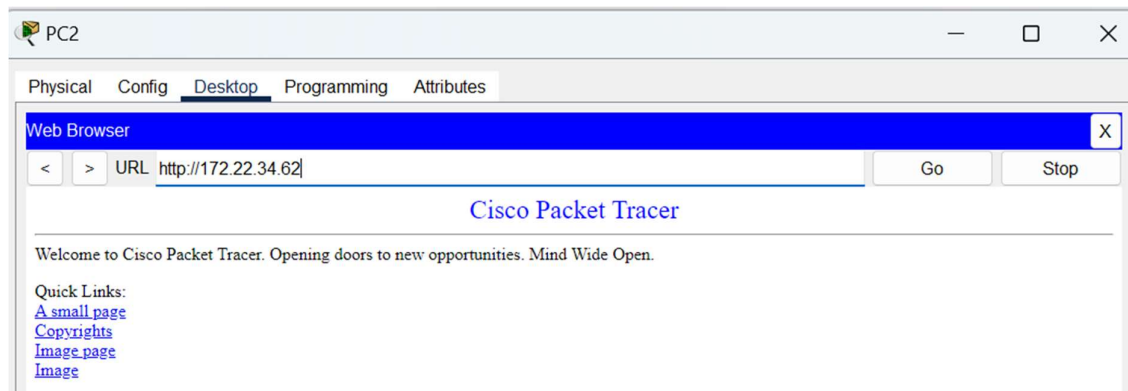 PC2
Physical Config Desktop Programming Attributes
Web Browser X
< > URL http://172.22.34.62 Go Stop
Cisco Packet Tracer
Welcome to Cisco Packet Tracer. Opening doors to new opportunities. Mind Wide Open.
Quick Links:
A small page
Copyrights
Image page
Image